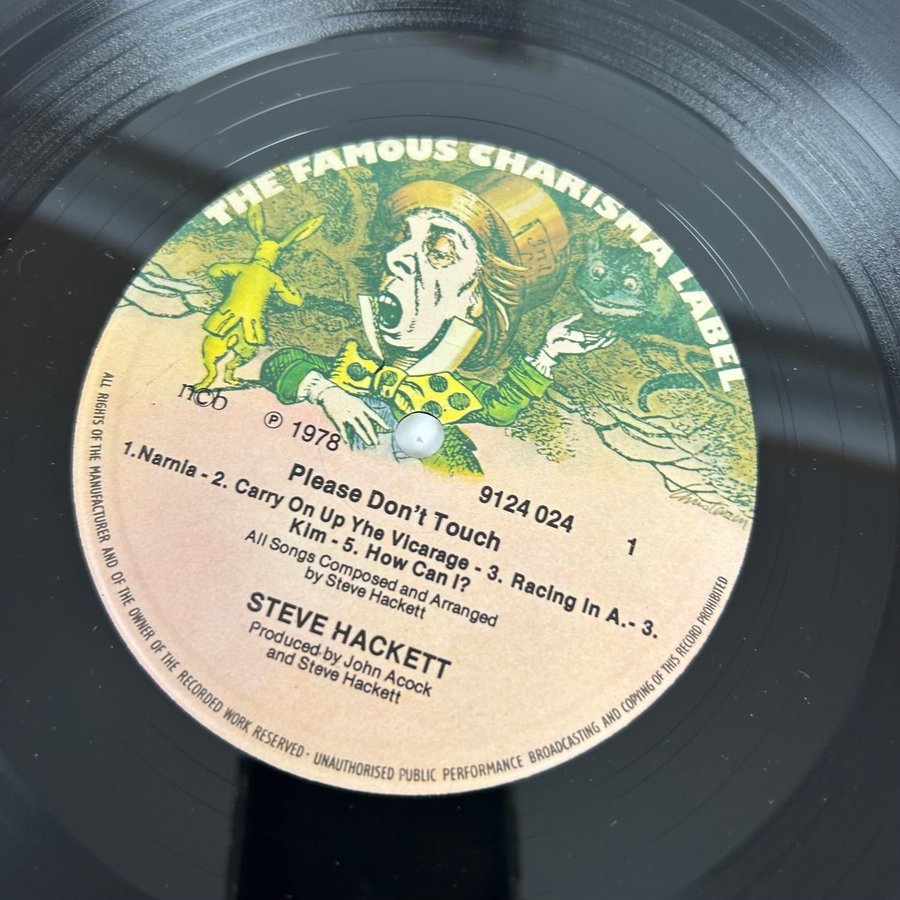 THE FAMOUS CHARISMA LABEL
ncb
Ⓟ 1978
9124 024
1
Please Don't Touch
1.Narnia - 2. Carry On Up Yhe Vicarage - 3. Racing In A.- 3.
Kim - 5. How Can I?
All Songs Composed and Arranged
by Steve Hackett
STEVE HACKETT
Produced by John Acock
and Steve Hackett
ALL RIGHTS OF THE MANUFACTURER AND OF THE OWNER OF THE RECORDED WORK RESERVED · UNAUTHORISED PUBLIC PERFORMANCE BROADCASTING AND COPYING OF THIS RECORD PROHIBITED